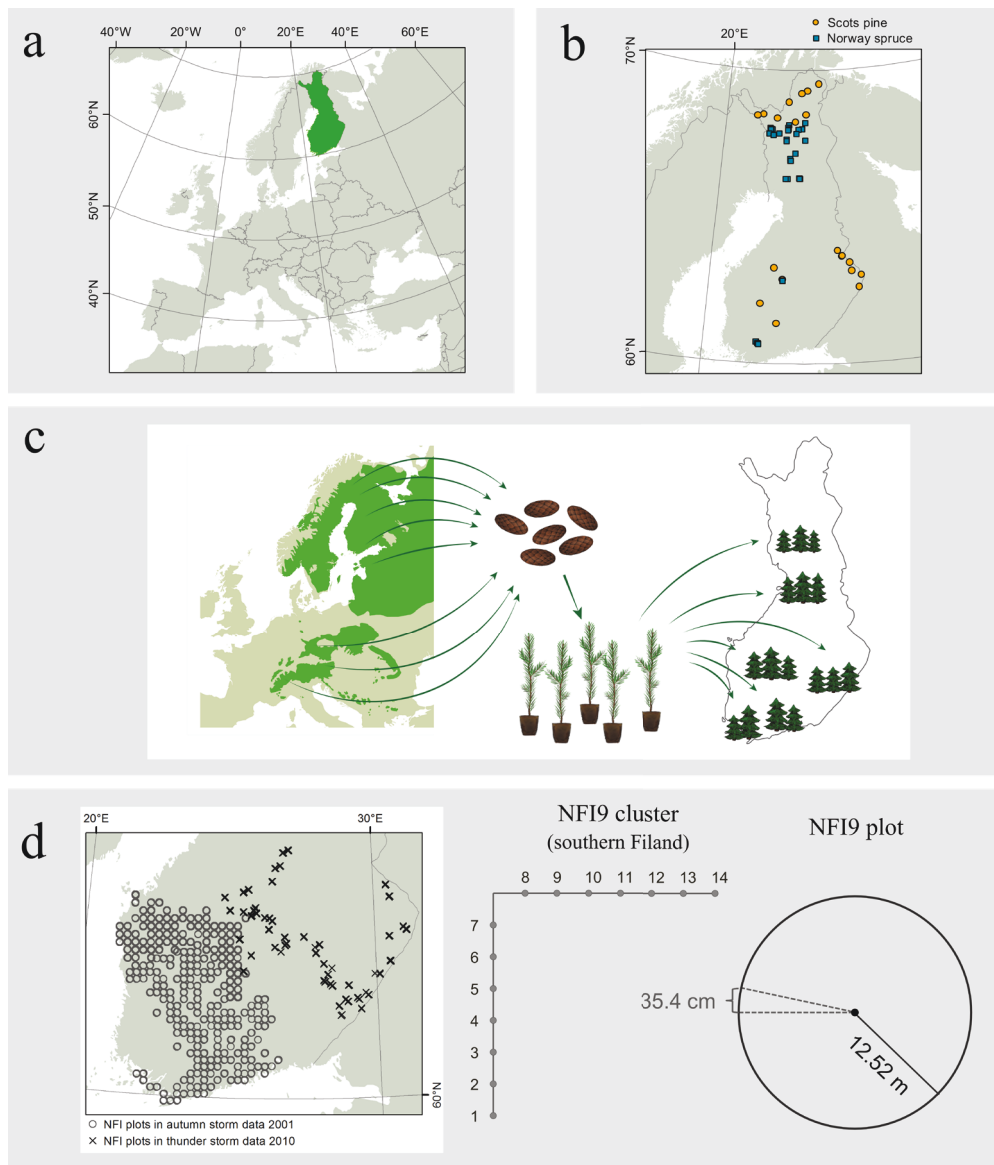 a
40°W 20°W 0° 20°E 40°E 60°E
60°N
50°N
40°N
b
Scots pine
Norway spruce
20°E
70°N
60°N
c
d
20°E 30°E
60°N
NFI plots in autumn storm data 2001
NFI plots in thunder storm data 2010
NFI9 cluster
(southern Filand)
8 9 10 11 12 13 14
7
6
5
4
3
2
1
NFI9 plot
35.4 cm
12.52 m